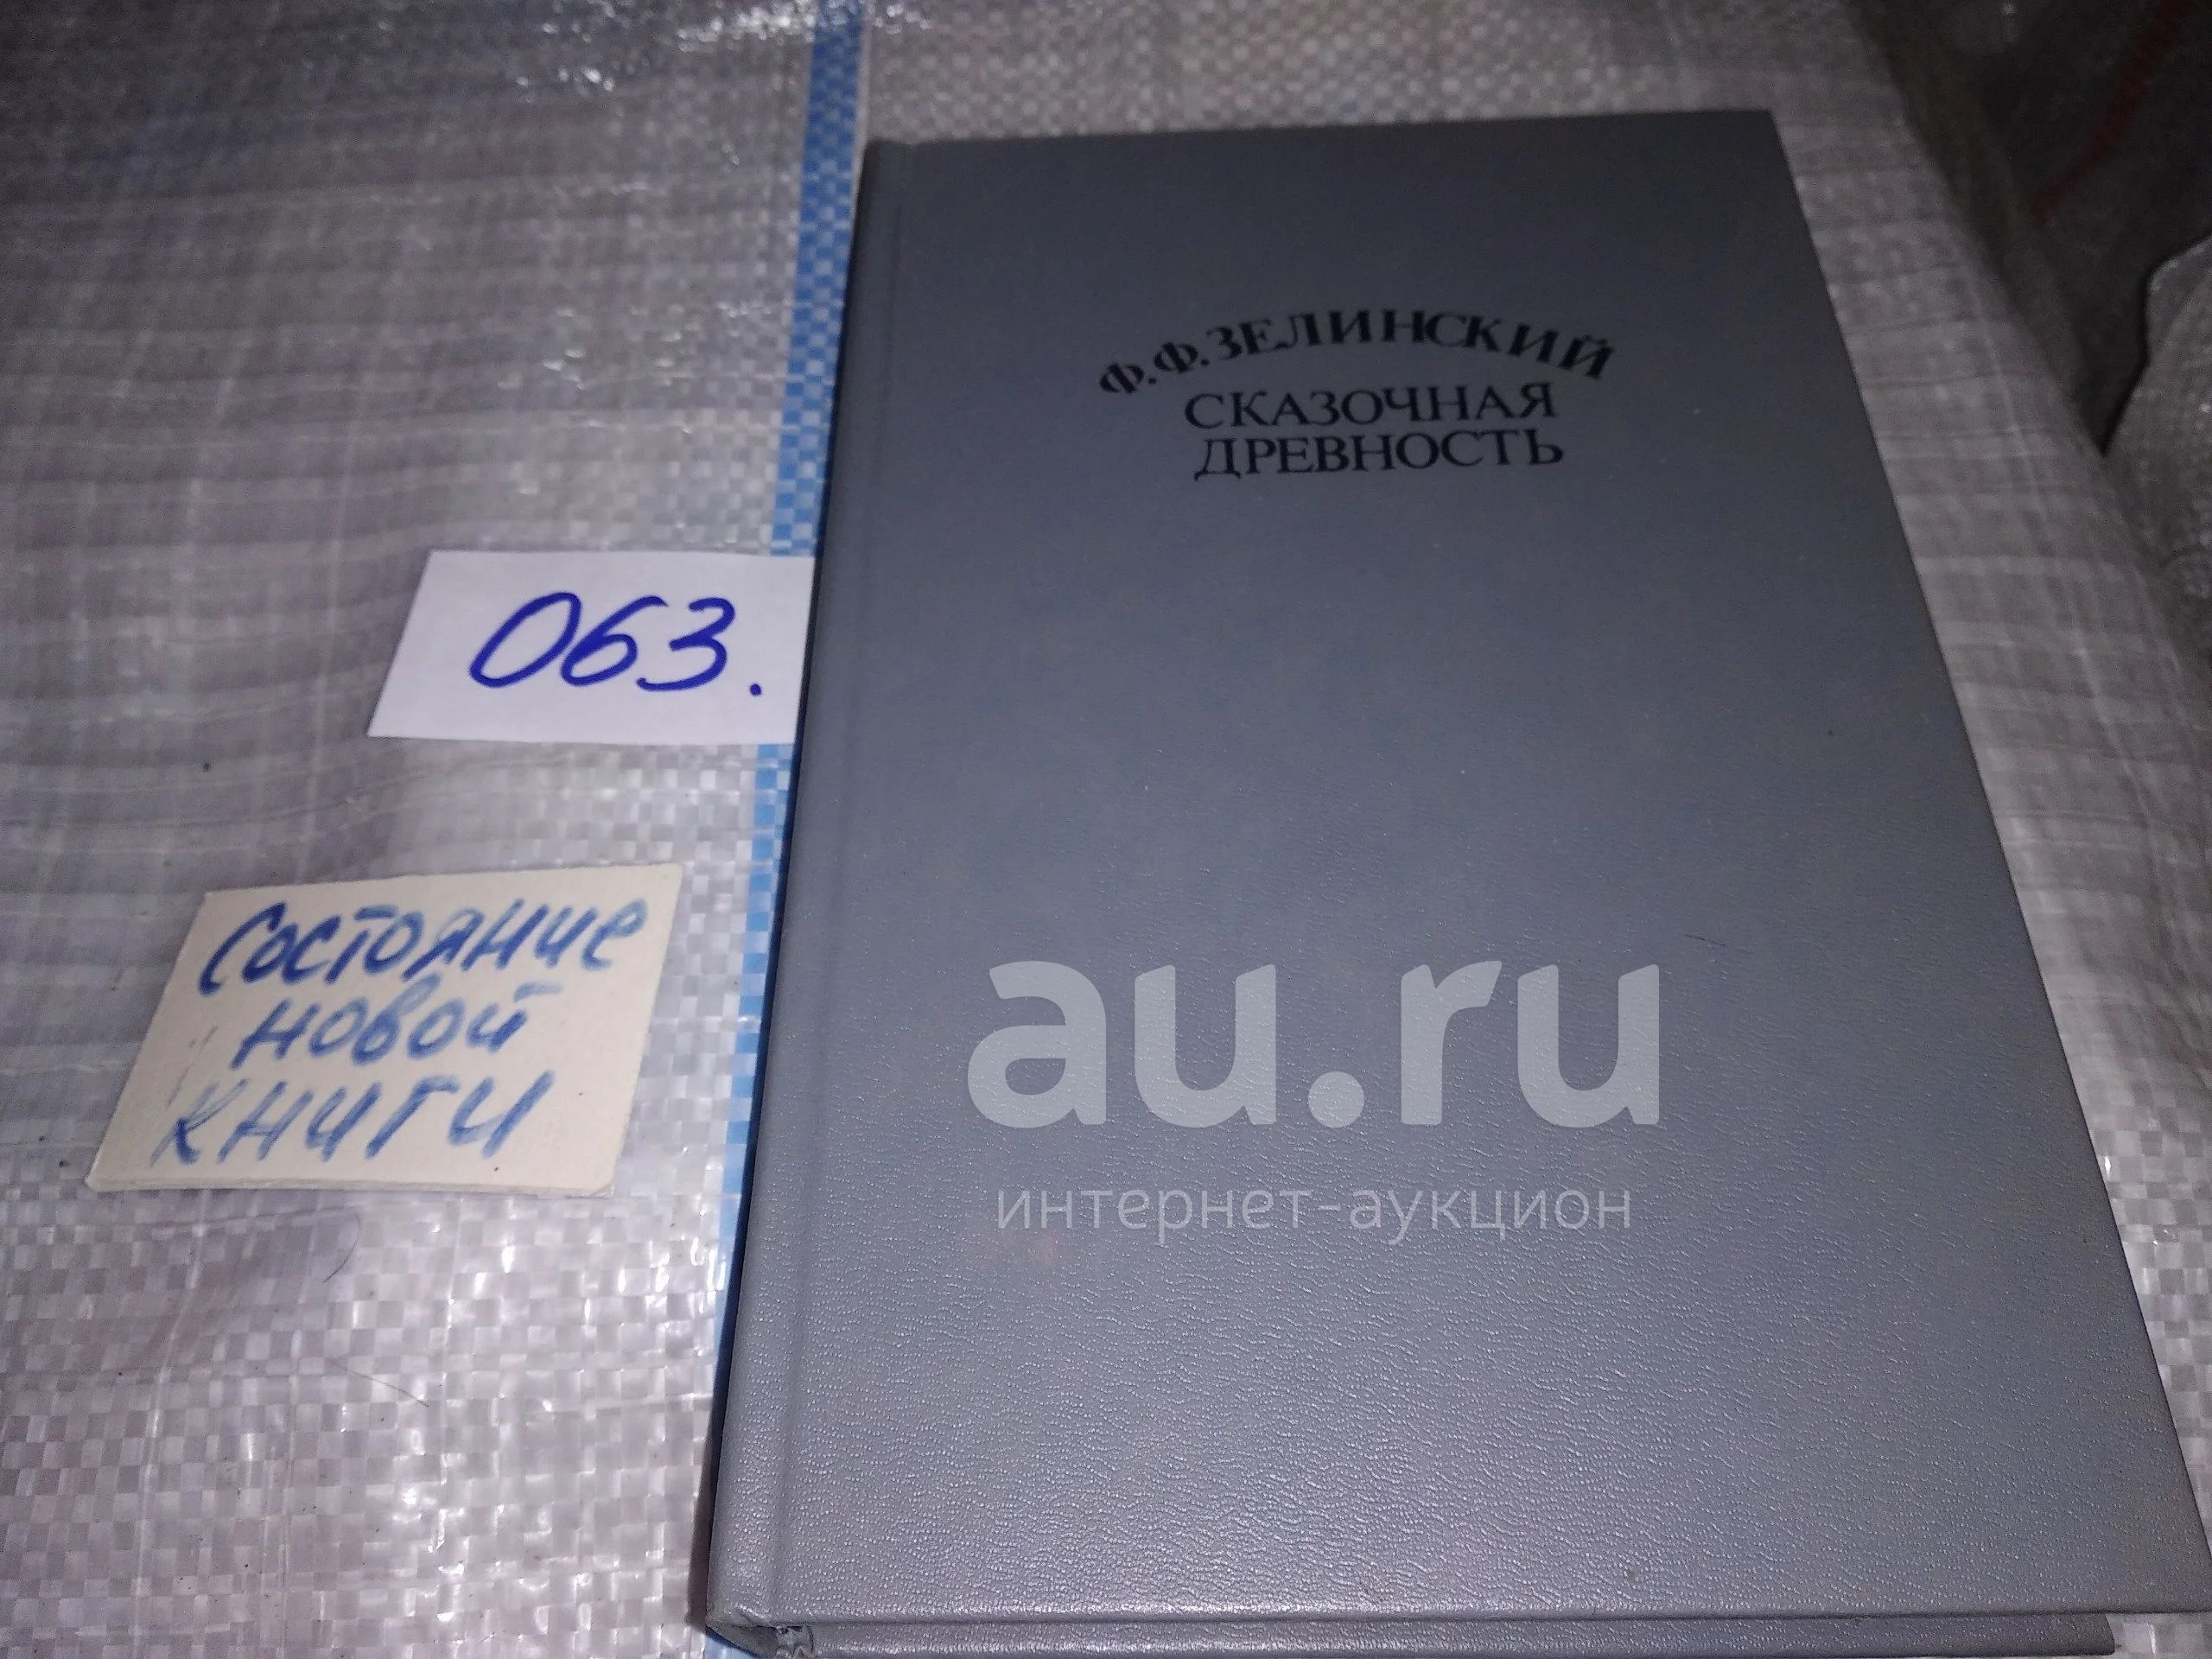 Ф.Ф.ЗЕЛИНСКИЙ
СКАЗОЧНАЯ
ДРЕВНОСТЬ
063.
Состояние
новой
книги
au.ru
интернет-аукцион